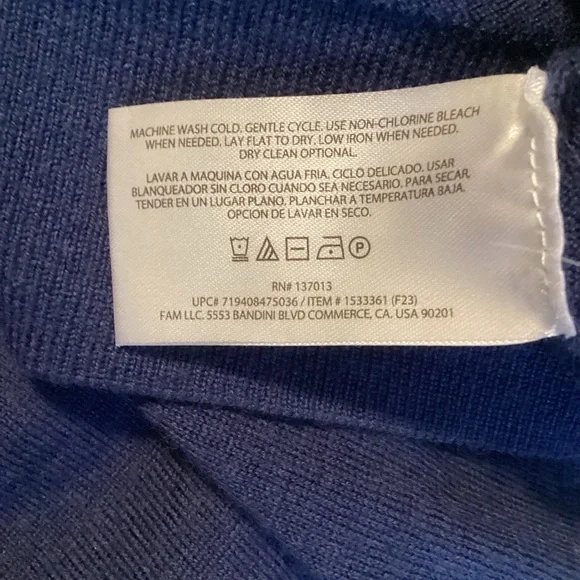 MACHINE WASH COLD. GENTLE CYCLE. USE NON-CHLORINE BLEACH
WHEN NEEDED. LAY FLAT TO DRY. LOW IRON WHEN NEEDED.
DRY CLEAN OPTIONAL.
LAVAR A MAQUINA CON AGUA FRIA. CICLO DELICADO. USAR
BLANQUEADOR SIN CLORO CUANDO SEA NECESARIO. PARA SECAR,
TENDER EN UN LUGAR PLANO. PLANCHAR A TEMPERATURA BAJA.
OPCION DE LAVAR EN SECO.
P
RN# 137013
UPC# 719408475036 / ITEM # 1533361 (F23)
FAM LLC. 5553 BANDINI BLVD COMMERCE, CA. USA 90201